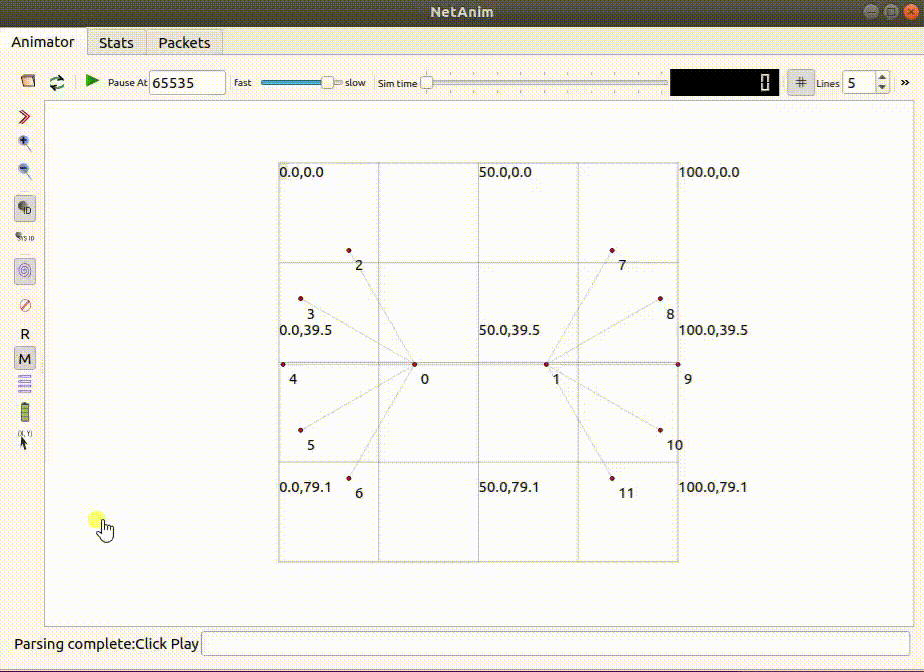 NetAnim
Animator Stats Packets
Pause At 65535 fast slow Sim time 0 # Lines 5 »
ID
SYS ID
R
M
(X, Y)
0.0,0.0 50.0,0.0 100.0,0.0
2 7
3 8
0.0,39.5 50.0,39.5 100.0,39.5
4 0 1 9
5 10
0.0,79.1 6 50.0,79.1 11 100.0,79.1
Parsing complete:Click Play